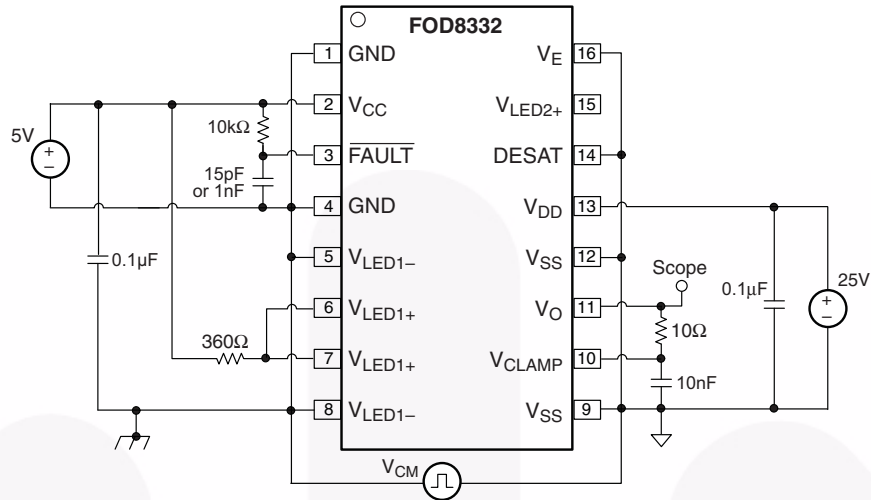 FOD8332
1 GND
2 VCC
3 FAULT
4 GND
5 VLED1–
6 VLED1+
7 VLED1+
8 VLED1–
VE 16
VLED2+ 15
DESAT 14
VDD 13
VSS 12
VO 11
VCLAMP 10
VSS 9
5V
+
–
10kΩ
15pF
or 1nF
0.1µF
360Ω
VCM
Scope
10Ω
10nF
0.1µF
25V
+
–